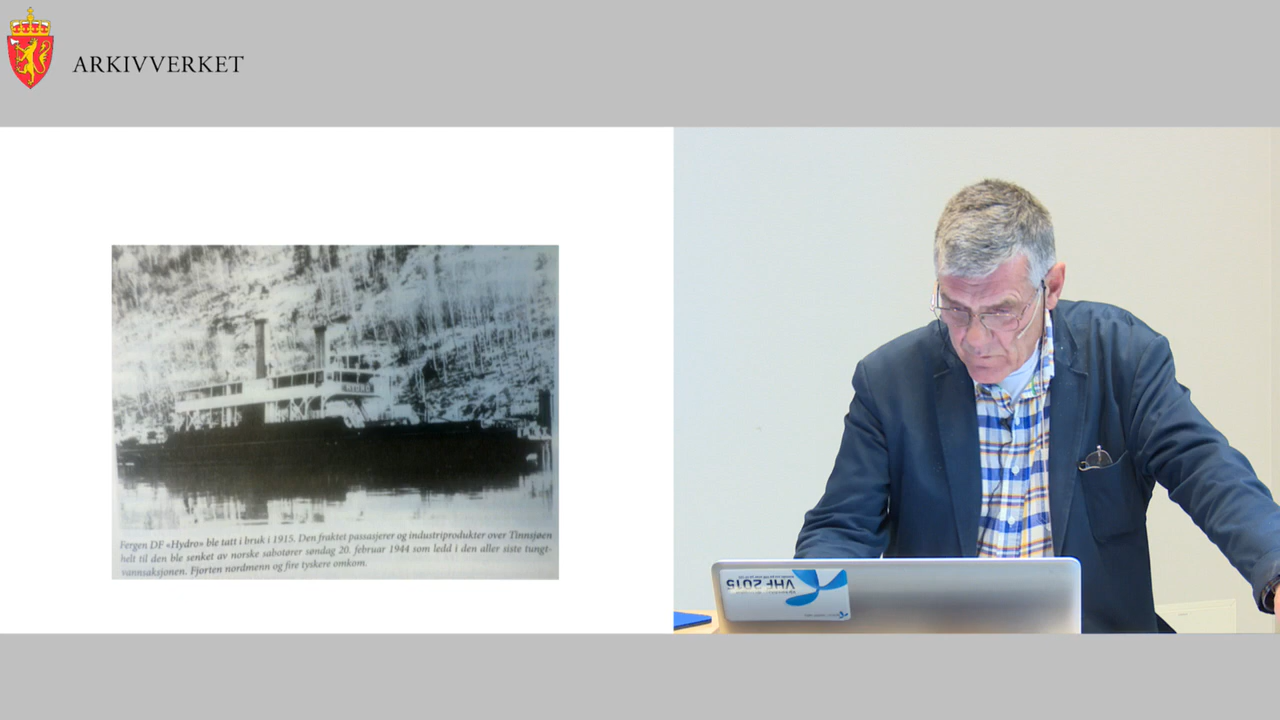 ARKIVVERKET
HYDRO
Fergen DF «Hydro» ble tatt i bruk i 1915. Den fraktet passasjerer og industriprodukter over Tinnsjøen
helt til den ble senket av norske sabotører søndag 20. februar 1944 som ledd i den aller siste tungt-
vannsaksjonen. Fjorten nordmenn og fire tyskere omkom.
VHF 2015